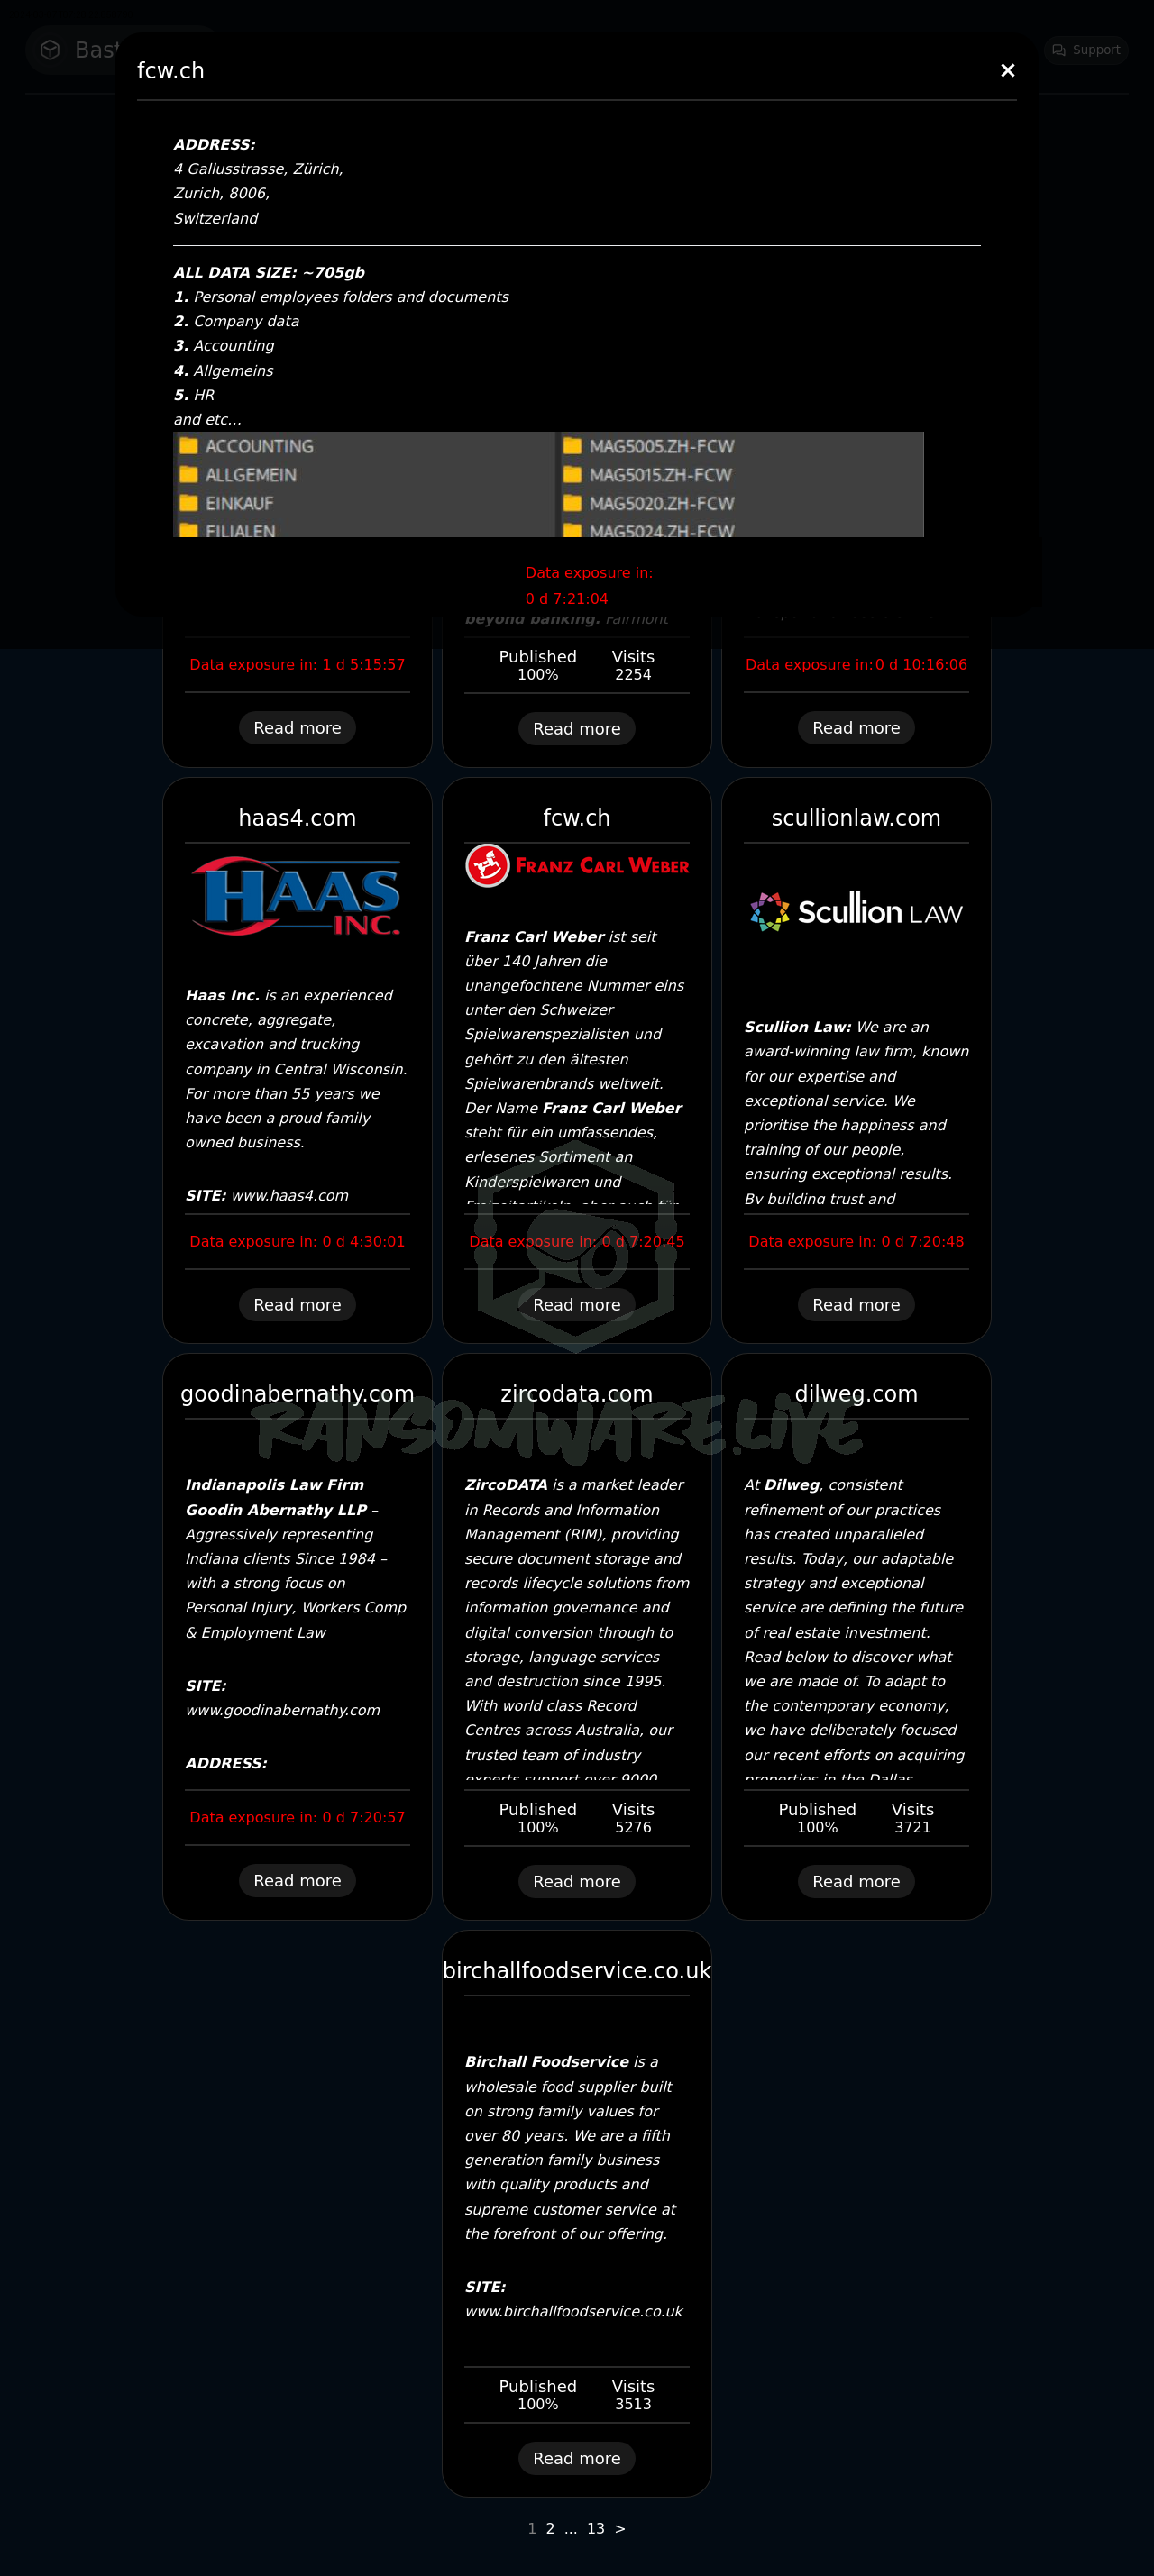 Bast
Support
fcw.ch
×
ADDRESS:
4 Gallusstrasse, Zürich,
Zurich, 8006,
Switzerland
ALL DATA SIZE: ~705gb
1. Personal employees folders and documents
2. Company data
3. Accounting
4. Allgemeins
5. HR
and etc...
ACCOUNTING
MAG5005.ZH-FCW
ALLGEMEIN
MAG5015.ZH-FCW
EINKAUF
MAG5020.ZH-FCW
FILIALEN
MAG5024.ZH-FCW
Data exposure in:
0 d 7:21:04
beyond banking. Fairmont
Data exposure in: 1 d 5:15:57
Published Visits
100% 2254
Data exposure in: 0 d 10:16:06
Read more
Read more
Read more
haas4.com
HAAS
INC.
Haas Inc. is an experienced
concrete, aggregate,
excavation and trucking
company in Central Wisconsin.
For more than 55 years we
have been a proud family
owned business.
SITE: www.haas4.com
Data exposure in: 0 d 4:30:01
Read more
fcw.ch
FRANZ CARL WEBER
Franz Carl Weber ist seit
über 140 Jahren die
unangefochtene Nummer eins
unter den Schweizer
Spielwarenspezialisten und
gehört zu den ältesten
Spielwarenbrands weltweit.
Der Name Franz Carl Weber
steht für ein umfassendes,
erlesenes Sortiment an
Kinderspielwaren und
Freizeitartikeln, aber auch für
Data exposure in: 0 d 7:20:45
Read more
scullionlaw.com
Scullion LAW
Scullion Law: We are an
award-winning law firm, known
for our expertise and
exceptional service. We
prioritise the happiness and
training of our people,
ensuring exceptional results.
By building trust and
Data exposure in: 0 d 7:20:48
Read more
goodinabernathy.com
Indianapolis Law Firm
Goodin Abernathy LLP –
Aggressively representing
Indiana clients Since 1984 –
with a strong focus on
Personal Injury, Workers Comp
& Employment Law
SITE:
www.goodinabernathy.com
ADDRESS:
Data exposure in: 0 d 7:20:57
Read more
zircodata.com
ZircoDATA is a market leader
in Records and Information
Management (RIM), providing
secure document storage and
records lifecycle solutions from
information governance and
digital conversion through to
storage, language services
and destruction since 1995.
With world class Record
Centres across Australia, our
trusted team of industry
experts support over 9000
Published Visits
100% 5276
Read more
dilweg.com
At Dilweg, consistent
refinement of our practices
has created unparalleled
results. Today, our adaptable
strategy and exceptional
service are defining the future
of real estate investment.
Read below to discover what
we are made of. To adapt to
the contemporary economy,
we have deliberately focused
our recent efforts on acquiring
properties in the Dallas
Published Visits
100% 3721
Read more
RANSOMWARE.LIVE
birchallfoodservice.co.uk
Birchall Foodservice is a
wholesale food supplier built
on strong family values for
over 80 years. We are a fifth
generation family business
with quality products and
supreme customer service at
the forefront of our offering.
SITE:
www.birchallfoodservice.co.uk
Published Visits
100% 3513
Read more
1 2 ... 13 >